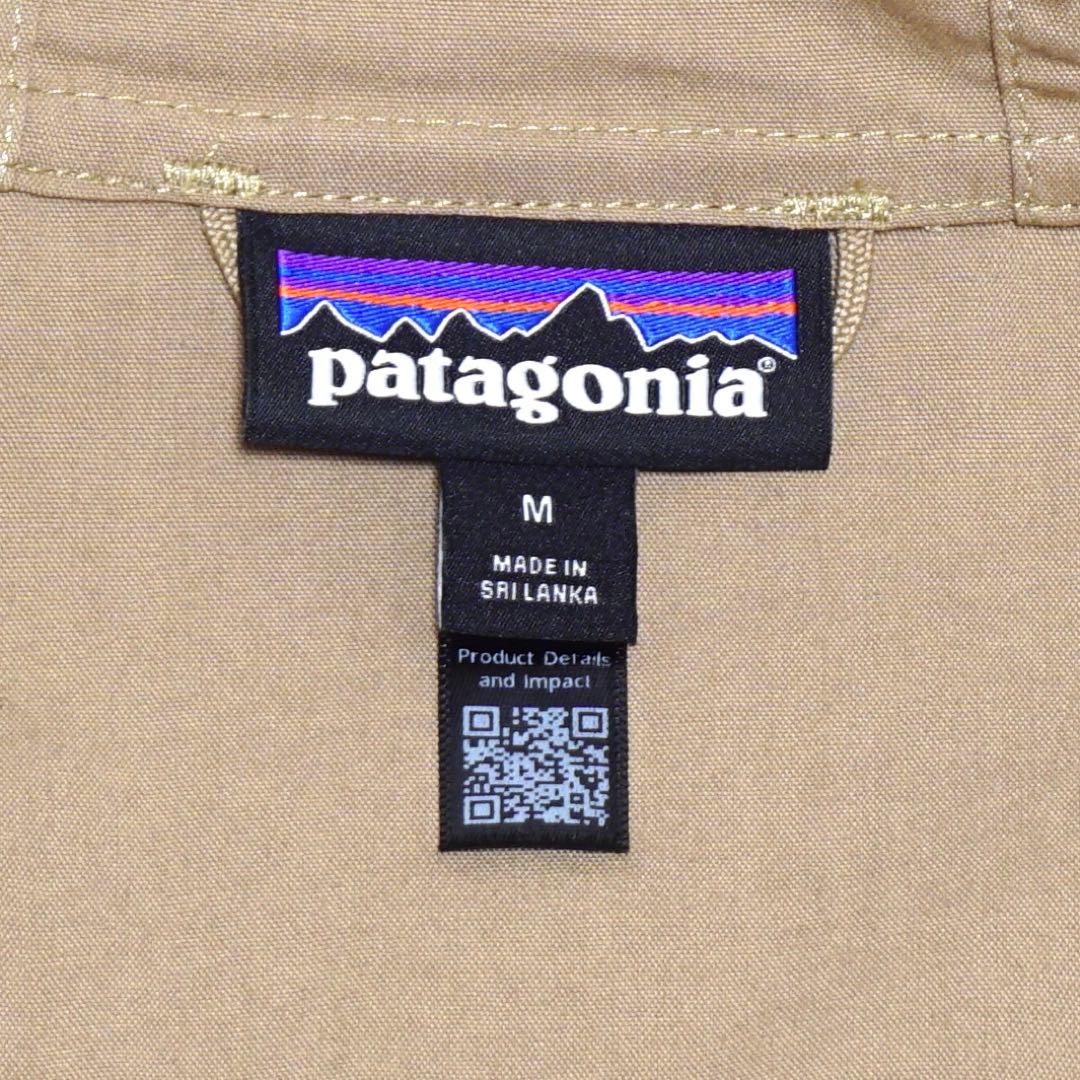 patagonia®
M
MADE IN
SRI LANKA
Product Details
and Impact